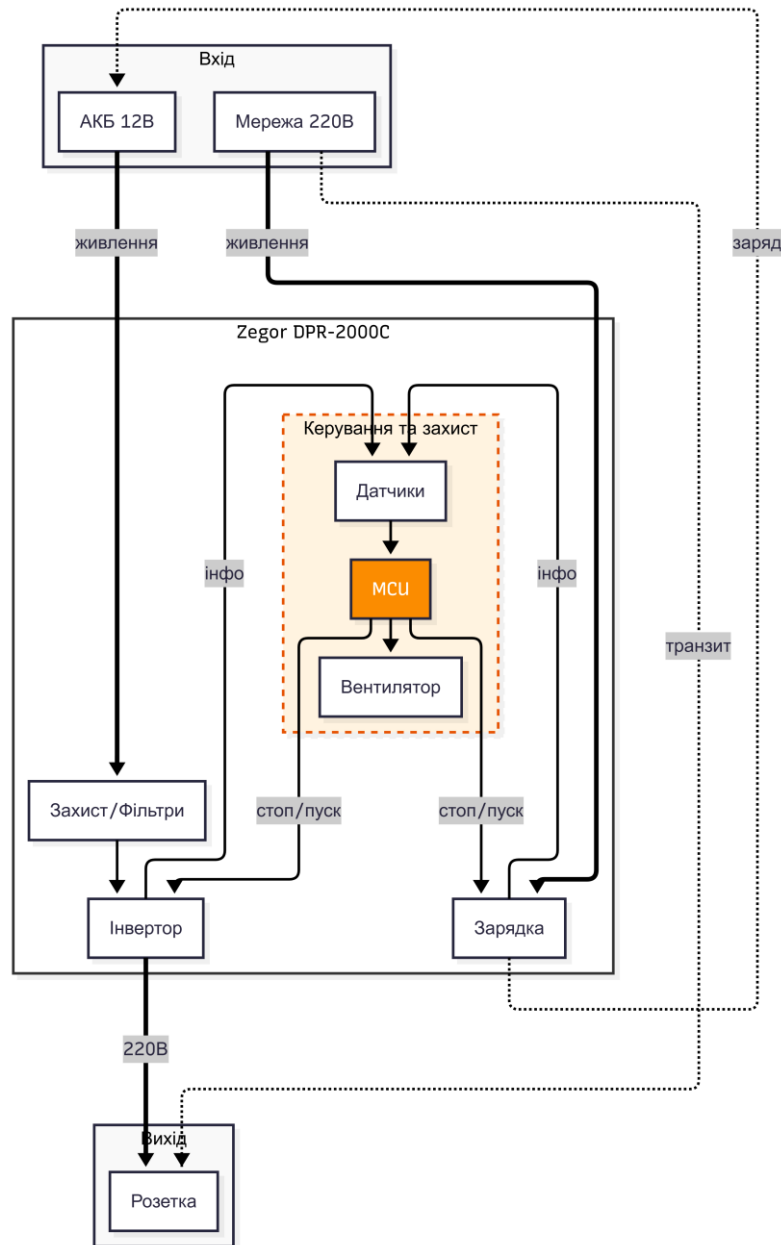 Вхід
АКБ 12В
Мережа 220В
живлення
живлення
заряд
Zegor DPR-2000C
Керування та захист
Датчики
інфо
MCU
інфо
транзит
Вентилятор
Захист/Фільтри
стоп/пуск
стоп/пуск
Інвертор
Зарядка
220В
Вихід
Розетка